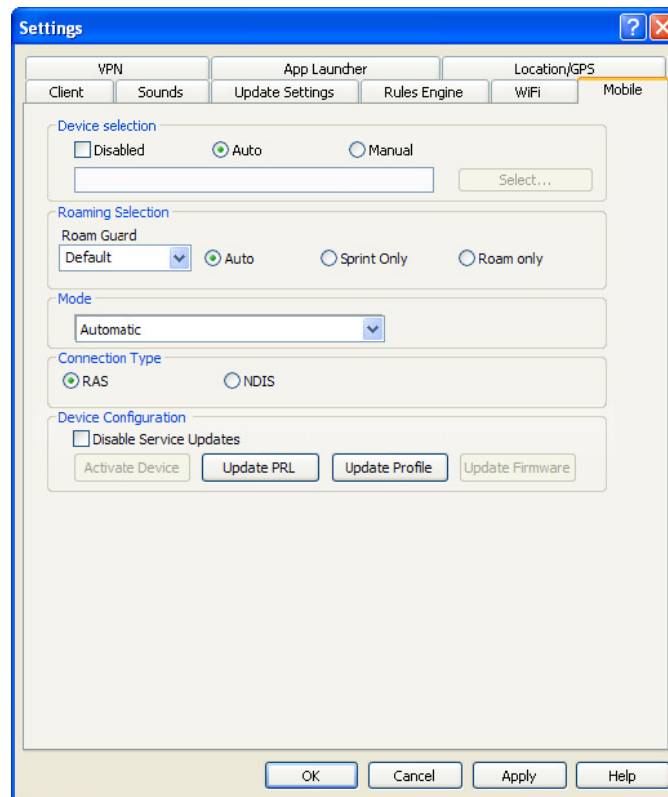 Settings
VPN App Launcher Location/GPS
Client Sounds Update Settings Rules Engine WiFi Mobile
Device selection
Disabled Auto Manual
Select...
Roaming Selection
Roam Guard
Default Auto Sprint Only Roam only
Mode
Automatic
Connection Type
RAS NDIS
Device Configuration
Disable Service Updates
Activate Device Update PRL Update Profile Update Firmware
OK Cancel Apply Help